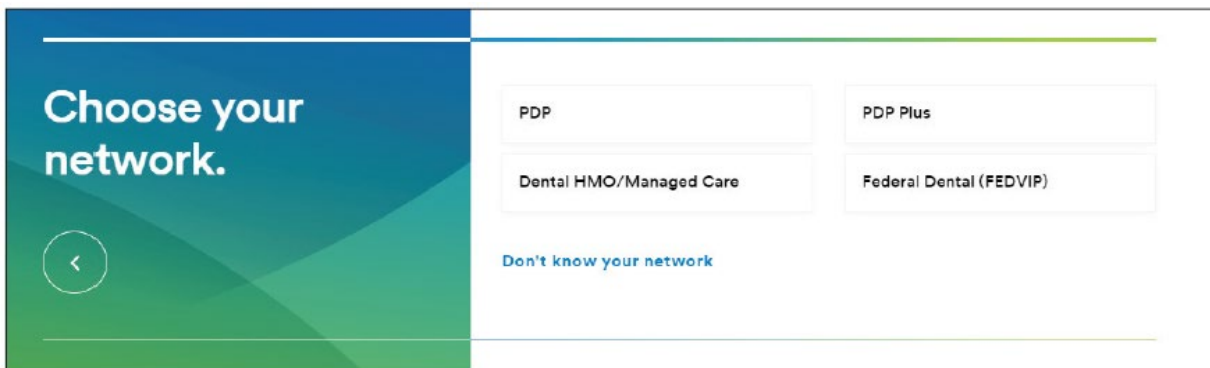 Choose your
network.
PDP
PDP Plus
Dental HMO/Managed Care
Federal Dental (FEDVIP)
Don't know your network